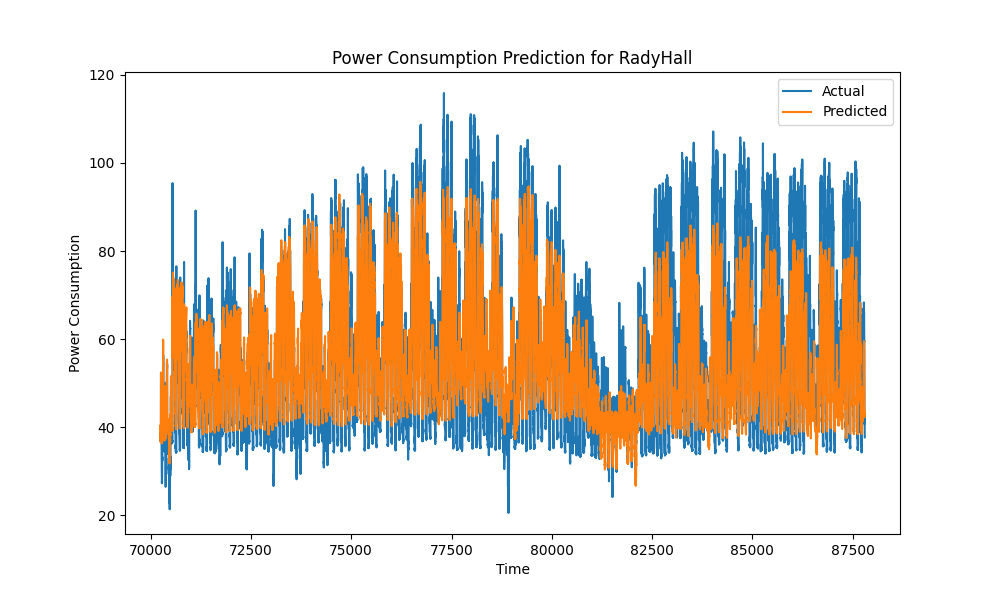 Power Consumption Prediction for RadyHall
Actual
Predicted
120
100
80
60
40
20
Power Consumption
70000 72500 75000 77500 80000 82500 85000 87500
Time